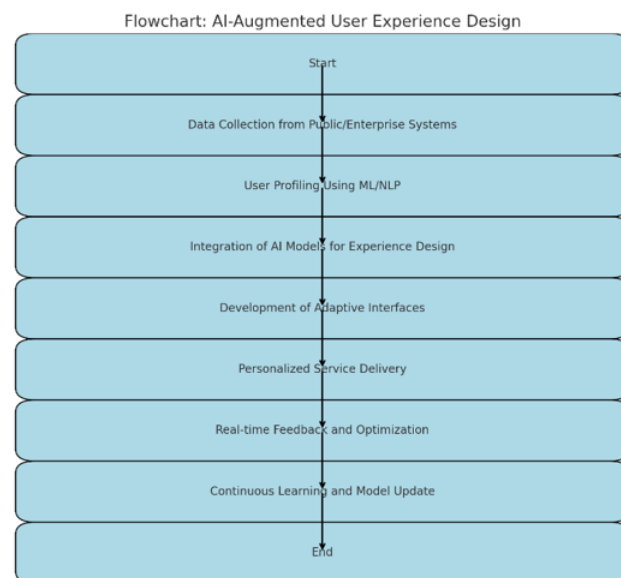 Flowchart: AI-Augmented User Experience Design
Start
Data Collection from Public/Enterprise Systems
User Profiling Using ML/NLP
Integration of AI Models for Experience Design
Development of Adaptive Interfaces
Personalized Service Delivery
Real-time Feedback and Optimization
Continuous Learning and Model Update
End